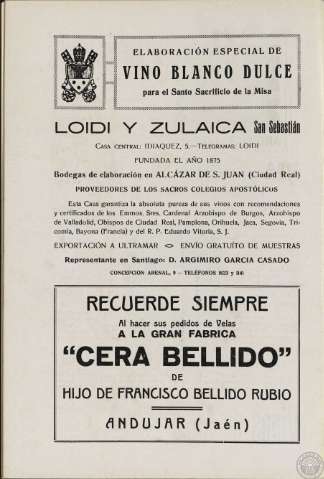 ELABORACIÓN ESPECIAL DE
VINO BLANCO DULCE
para el Santo Sacrificio de la Misa
LOIDI Y ZULAICA San Sebastián
CASA CENTRAL: IDIAQUEZ, 5.—TELEGRAMAS: LOIDI
FUNDADA EL AÑO 1875
Bodegas de elaboración en ALCÁZAR DE S. JUAN (Ciudad Real)
PROVEEDORES DE LOS SACROS COLEGIOS APOSTÓLICOS
Esta Casa garantiza la absoluta pureza de sus vinos con recomendaciones
y certificados de los Emmos. Sres. Cardenal Arzobispo de Burgos, Arzobispo
de Valladolid, Obispos de Ciudad Real, Pamplona, Orihuela, Jaca, Segovia, Tri-
comia, Bayona (Francia) y del R. P. Eduardo Vitoria, S. J.
EXPORTACIÓN A ULTRAMAR <> ENVÍO GRATUÍTO DE MUESTRAS
Representante en Santiago: D. ARGIMIRO GARCIA CASADO
CONCEPCION ARENAL, 9 – TELÉFONOS
RECUERDE SIEMPRE
Al hacer sus pedidos de Velas
A LA GRAN FABRICA
"CERA BELLIDO"
DE
HIJO DE FRANCISCO BELLIDO RUBIO
ANDUJAR (Jaén)